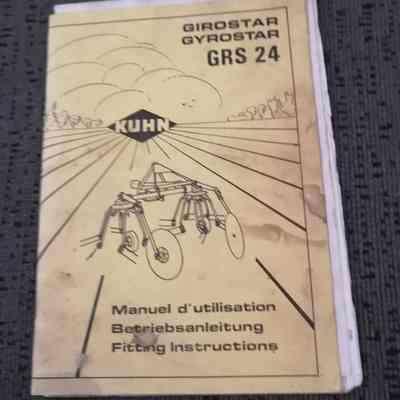 GIROSTAR
GYROSTAR
GRS 24
KUHN
Manuel d'utilisation
Betriebsanleitung
Fitting Instructions